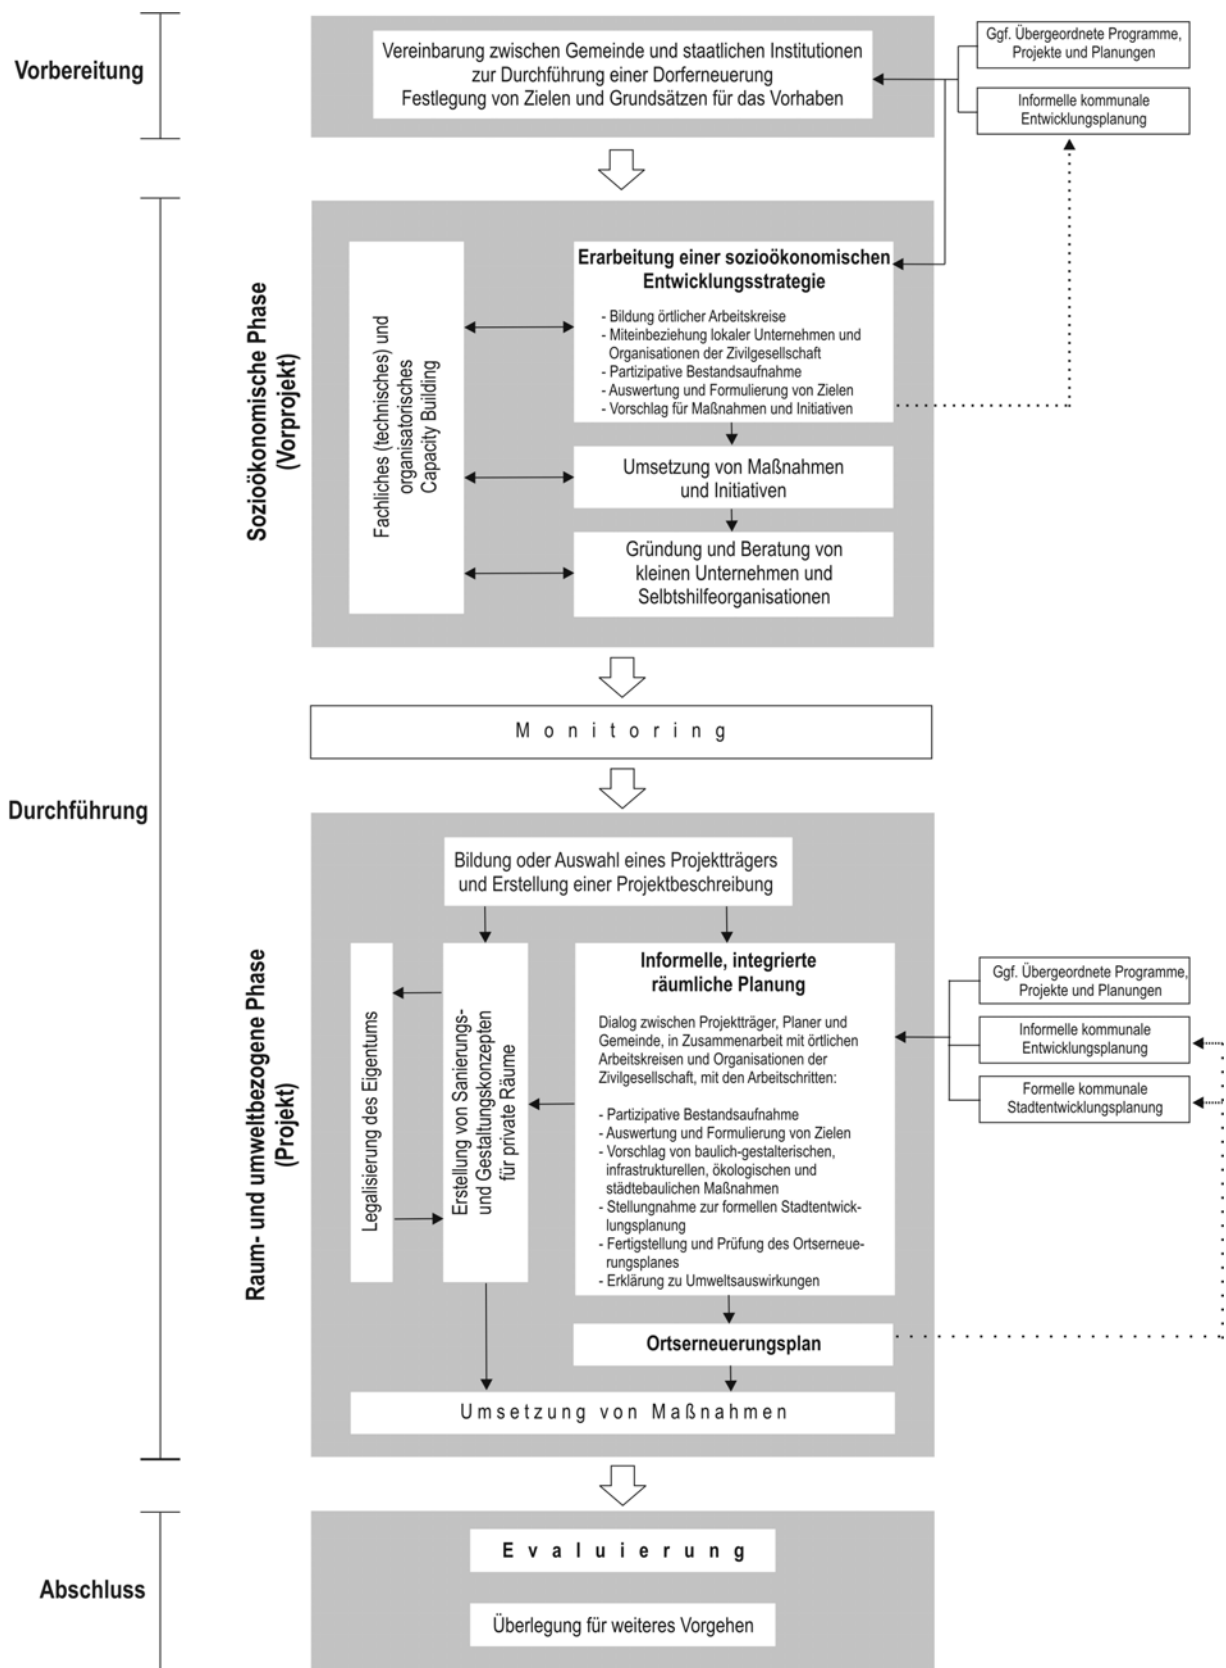 Vorbereitung
Vereinbarung zwischen Gemeinde und staatlichen Institutionen
zur Durchführung einer Dorferneuerung
Festlegung von Zielen und Grundsätzen für das Vorhaben
Ggf. Übergeordnete Programme,
Projekte und Planungen
Informelle kommunale
Entwicklungsplanung
Durchführung
Sozioökonomische Phase
(Vorprojekt)
Fachliches (technisches) und
organisatorisches
Capacity Building
Erarbeitung einer sozioökonomischen
Entwicklungsstrategie
- Bildung örtlicher Arbeitskreise
- Miteinbeziehung lokaler Unternehmen und
Organisationen der Zivilgesellschaft
- Partizipative Bestandsaufnahme
- Auswertung und Formulierung von Zielen
- Vorschlag für Maßnahmen und Initiativen
Umsetzung von Maßnahmen
und Initiativen
Gründung und Beratung von
kleinen Unternehmen und
Selbtshilfeorganisationen
Monitoring
Raum- und umweltbezogene Phase
(Projekt)
Bildung oder Auswahl eines Projektträgers
und Erstellung einer Projektbeschreibung
Legalisierung des Eigentums
Erstellung von Sanierungs-
und Gestaltungskonzepten
für private Räume
Informelle, integrierte
räumliche Planung
Dialog zwischen Projektträger, Planer und
Gemeinde, in Zusammenarbeit mit örtlichen
Arbeitskreisen und Organisationen der
Zivilgesellschaft, mit den Arbeitschritten:
- Partizipative Bestandsaufnahme
- Auswertung und Formulierung von Zielen
- Vorschlag von baulich-gestalterischen,
infrastrukturellen, ökologischen und
städtebaulichen Maßnahmen
- Stellungnahme zur formellen Stadtentwick-
lungsplanung
- Fertigstellung und Prüfung des Ortserneue-
rungsplanes
- Erklärung zu Umweltsauswirkungen
Ggf. Übergeordnete Programme,
Projekte und Planungen
Informelle kommunale
Entwicklungsplanung
Formelle kommunale
Stadtentwicklungsplanung
Ortserneuerungsplan
Umsetzung von Maßnahmen
Abschluss
Evaluierung
Überlegung für weiteres Vorgehen